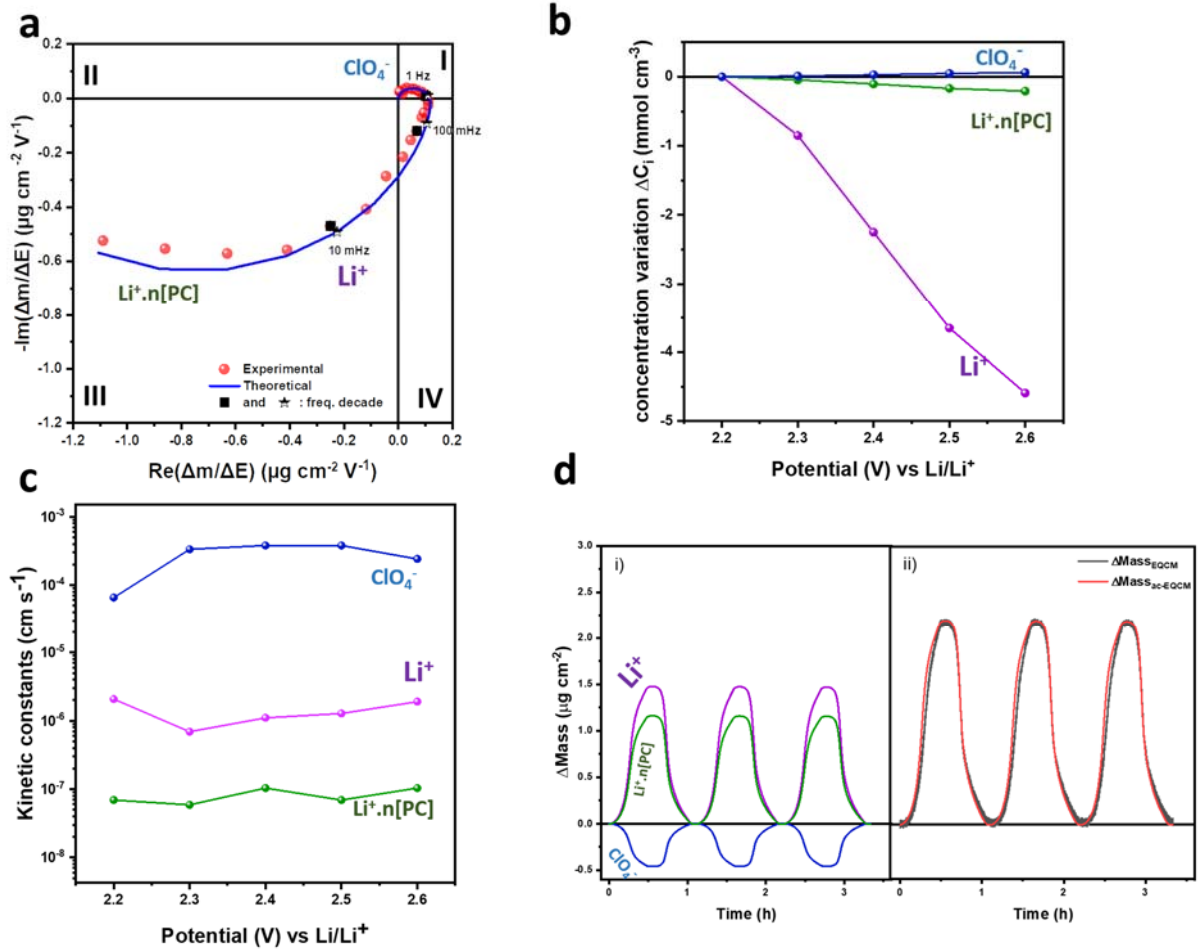 a
-Im(Δm/ΔE) (µg cm⁻² V⁻¹)
0.2
0.0
-0.2
-0.4
-0.6
-0.8
-1.0
-1.2
II
I
III
IV
ClO₄⁻
1 Hz
100 mHz
10 mHz
Li⁺
Li⁺.n[PC]
Experimental
Theoretical
and : freq. decade
-1.2 -1.0 -0.8 -0.6 -0.4 -0.2 0.0 0.2
Re(Δm/ΔE) (µg cm⁻² V⁻¹)
b
concentration variation ΔCᵢ (mmol cm⁻³)
0
-1
-2
-3
-4
-5
ClO₄⁻
Li⁺.n[PC]
Li⁺
2.2 2.3 2.4 2.5 2.6
Potential (V) vs Li/Li⁺
c
Kinetic constants (cm s⁻¹)
10⁻³
10⁻⁴
10⁻⁵
10⁻⁶
10⁻⁷
10⁻⁸
ClO₄⁻
Li⁺
Li⁺.n[PC]
2.2 2.3 2.4 2.5 2.6
Potential (V) vs Li/Li⁺
d
ΔMass (µg cm⁻²)
3.0
2.5
2.0
1.5
1.0
0.5
0.0
-0.5
i)
Li⁺
Li⁺.n[PC]
ClO₄⁻
0 1 2 3
Time (h)
ii)
ΔMass_EQCM
ΔMass_ac-EQCM
0 1 2 3
Time (h)